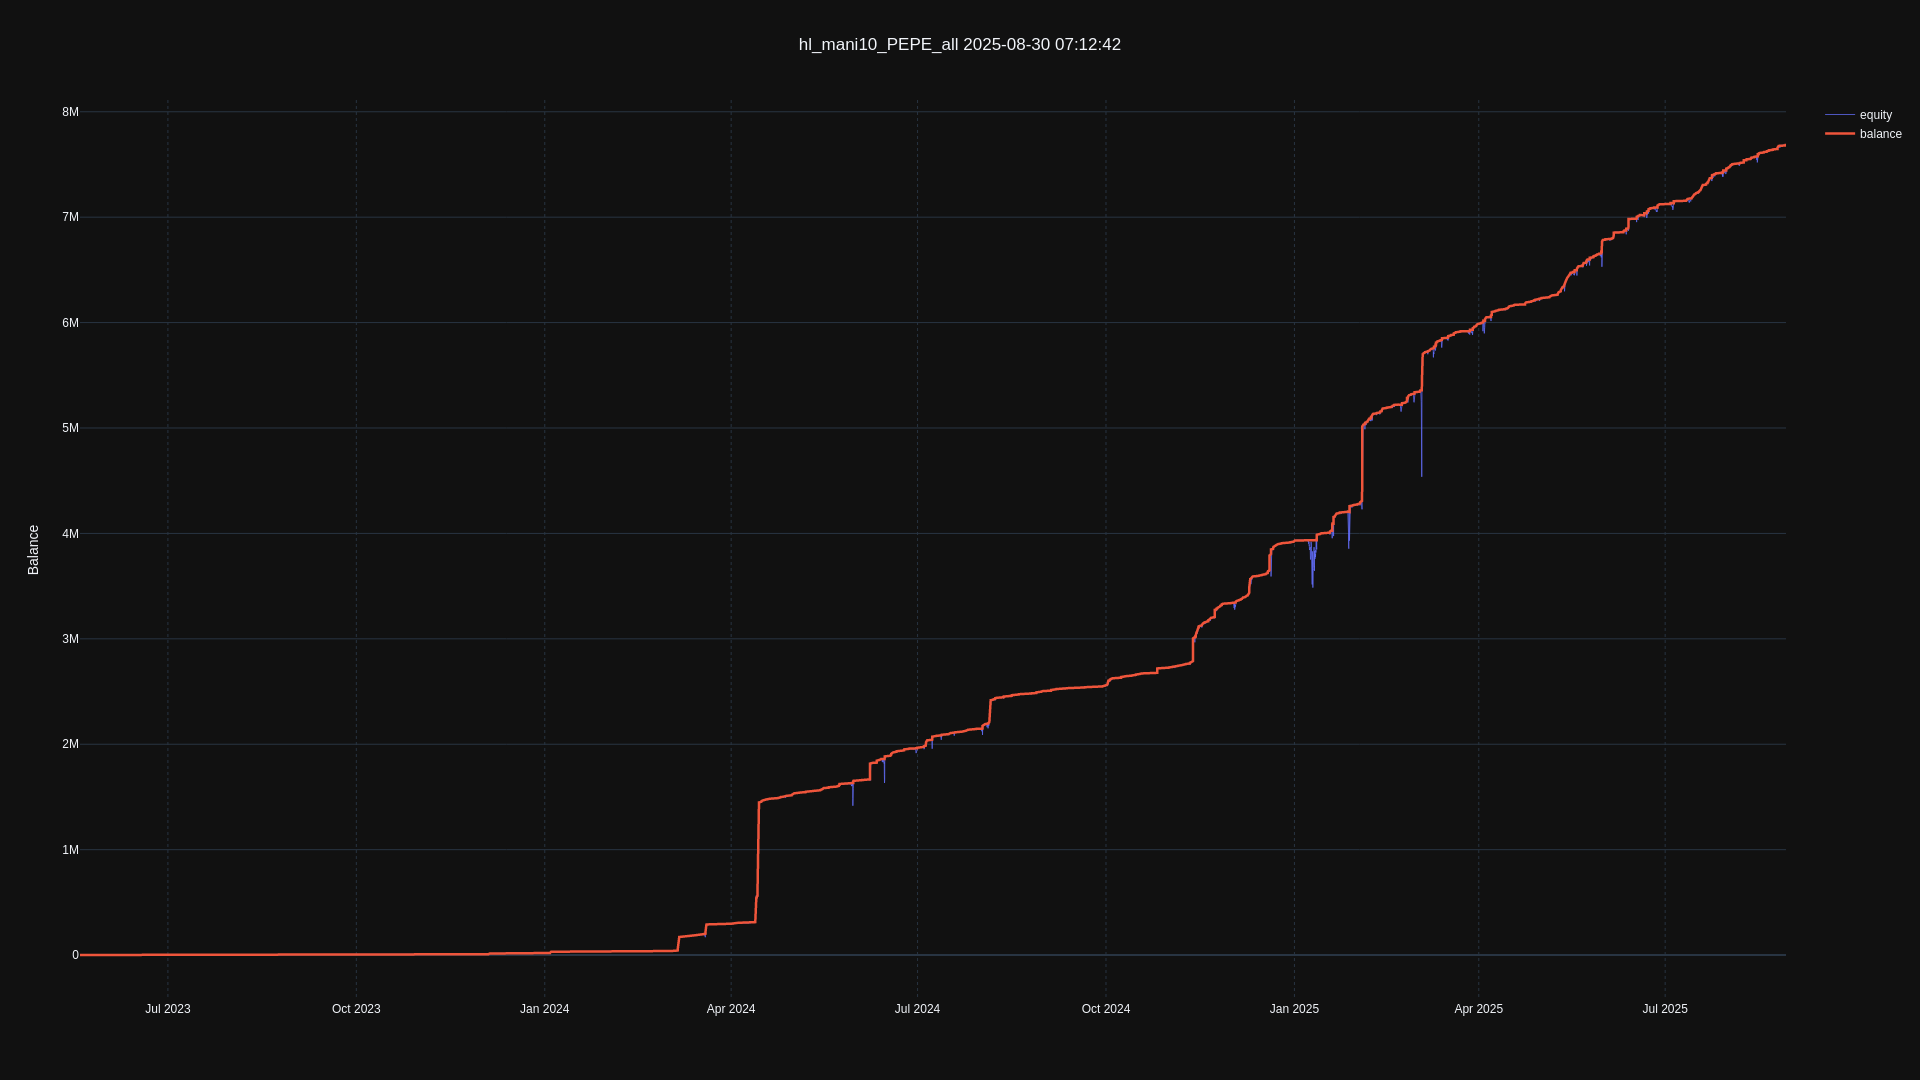 hl_mani10_PEPE_all 2025-08-30 07:12:42
equity
balance
Balance
8M
7M
6M
5M
4M
3M
2M
1M
0
Jul 2023
Oct 2023
Jan 2024
Apr 2024
Jul 2024
Oct 2024
Jan 2025
Apr 2025
Jul 2025